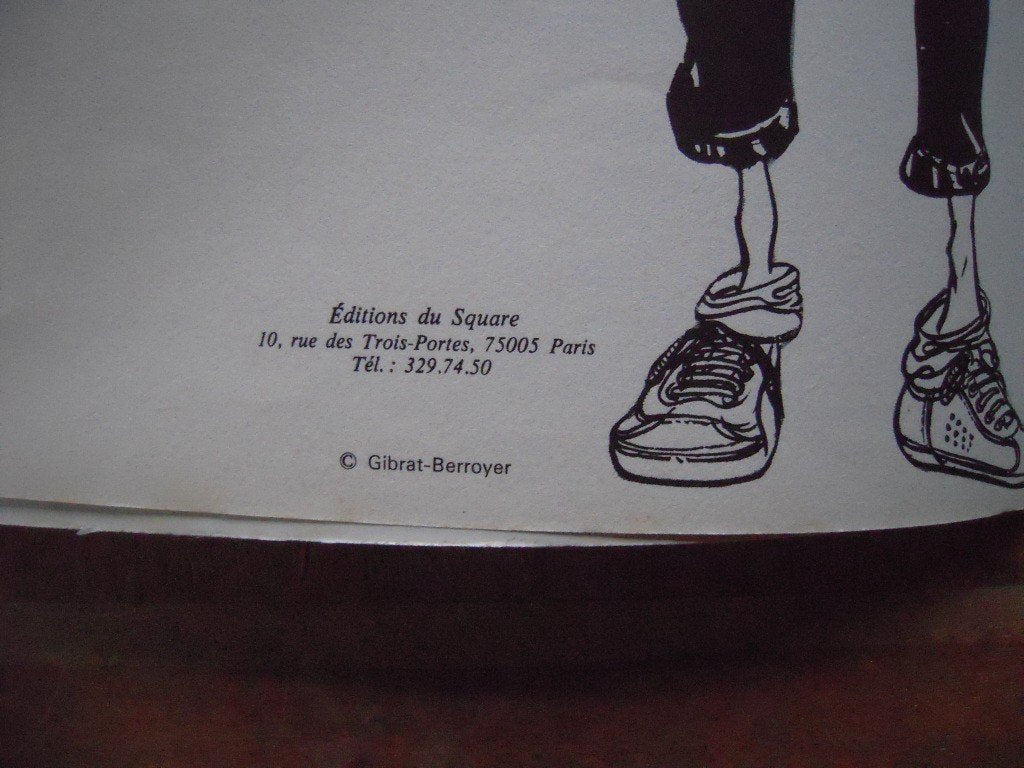 Éditions du Square
10, rue des Trois-Portes, 75005 Paris
Tél. : 329.74.50
© Gibrat-Berroyer